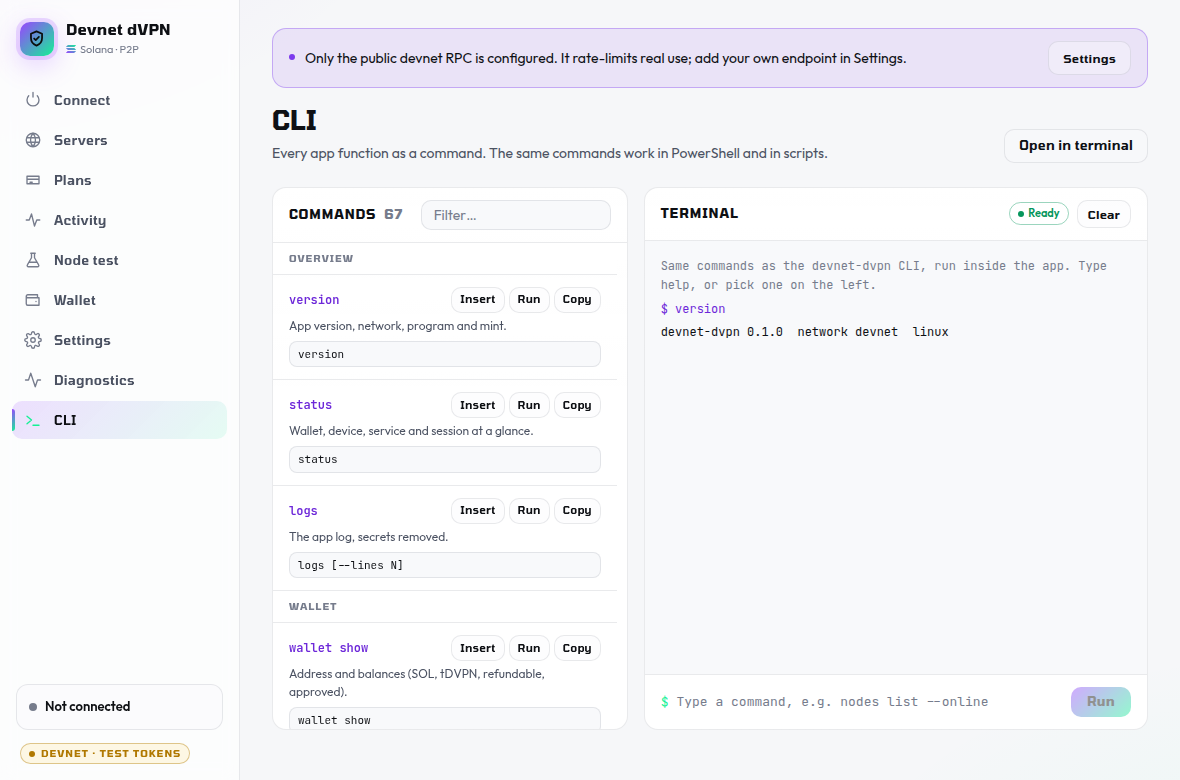 Devnet dVPN
Solana · P2P
Connect
Servers
Plans
Activity
Node test
Wallet
Settings
Diagnostics
CLI
Not connected
DEVNET · TEST TOKENS
Only the public devnet RPC is configured. It rate-limits real use; add your own endpoint in Settings.
Settings
CLI
Every app function as a command. The same commands work in PowerShell and in scripts.
Open in terminal
COMMANDS 67
Filter...
OVERVIEW
version
Insert Run Copy
App version, network, program and mint.
version
status
Insert Run Copy
Wallet, device, service and session at a glance.
status
logs
Insert Run Copy
The app log, secrets removed.
logs [--lines N]
WALLET
wallet show
Insert Run Copy
Address and balances (SOL, tDVPN, refundable,
approved).
wallet show
TERMINAL
Ready
Clear
Same commands as the devnet-dvpn CLI, run inside the app. Type
help, or pick one on the left.
$ version
devnet-dvpn 0.1.0  network devnet  linux
$ Type a command, e.g. nodes list --online
Run